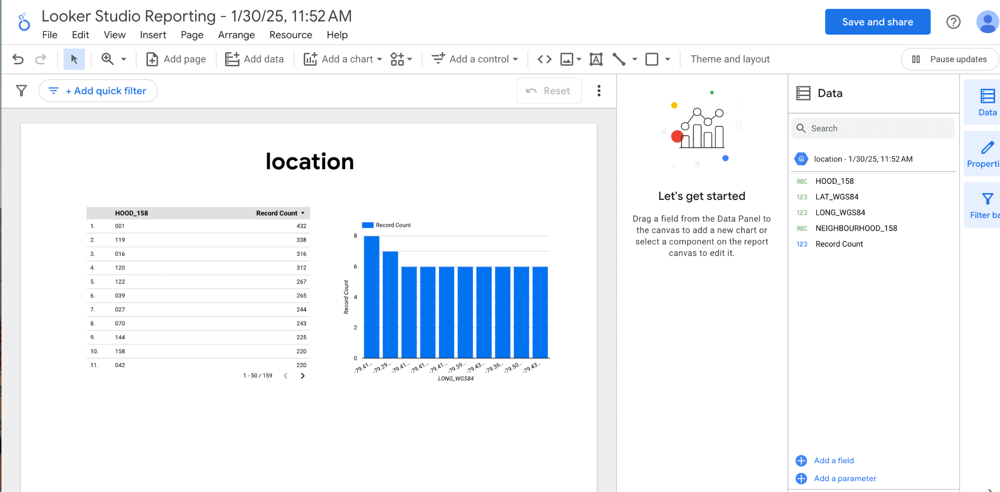 Looker Studio Reporting - 1/30/25, 11:52 AM
File Edit View Insert Page Arrange Resource Help
Save and share
Add page Add data Add a chart Add a control Theme and layout Pause updates
+ Add quick filter
Reset
location
HOOD_158 Record Count
1. 001 432
2. 119 338
3. 016 316
4. 120 312
5. 122 267
6. 039 265
7. 027 244
8. 070 243
9. 144 225
10. 158 220
11. 042 220
1 - 50 / 159
Record Count
8
6
4
2
0
Record Count
-79.41... -79.29... -79.41... -79.41... -79.41... -79.39... -79.43... -79.36... -79.50... -79.43...
LONG_WGS84
Let's get started
Drag a field from the Data Panel to
the canvas to add a new chart or
select a component on the report
canvas to edit it.
Data
Search
location - 1/30/25, 11:52 AM
ABC HOOD_158
123 LAT_WGS84
123 LONG_WGS84
ABC NEIGHBOURHOOD_158
123 Record Count
Add a field
Add a parameter
Data
Properti
Filter ba